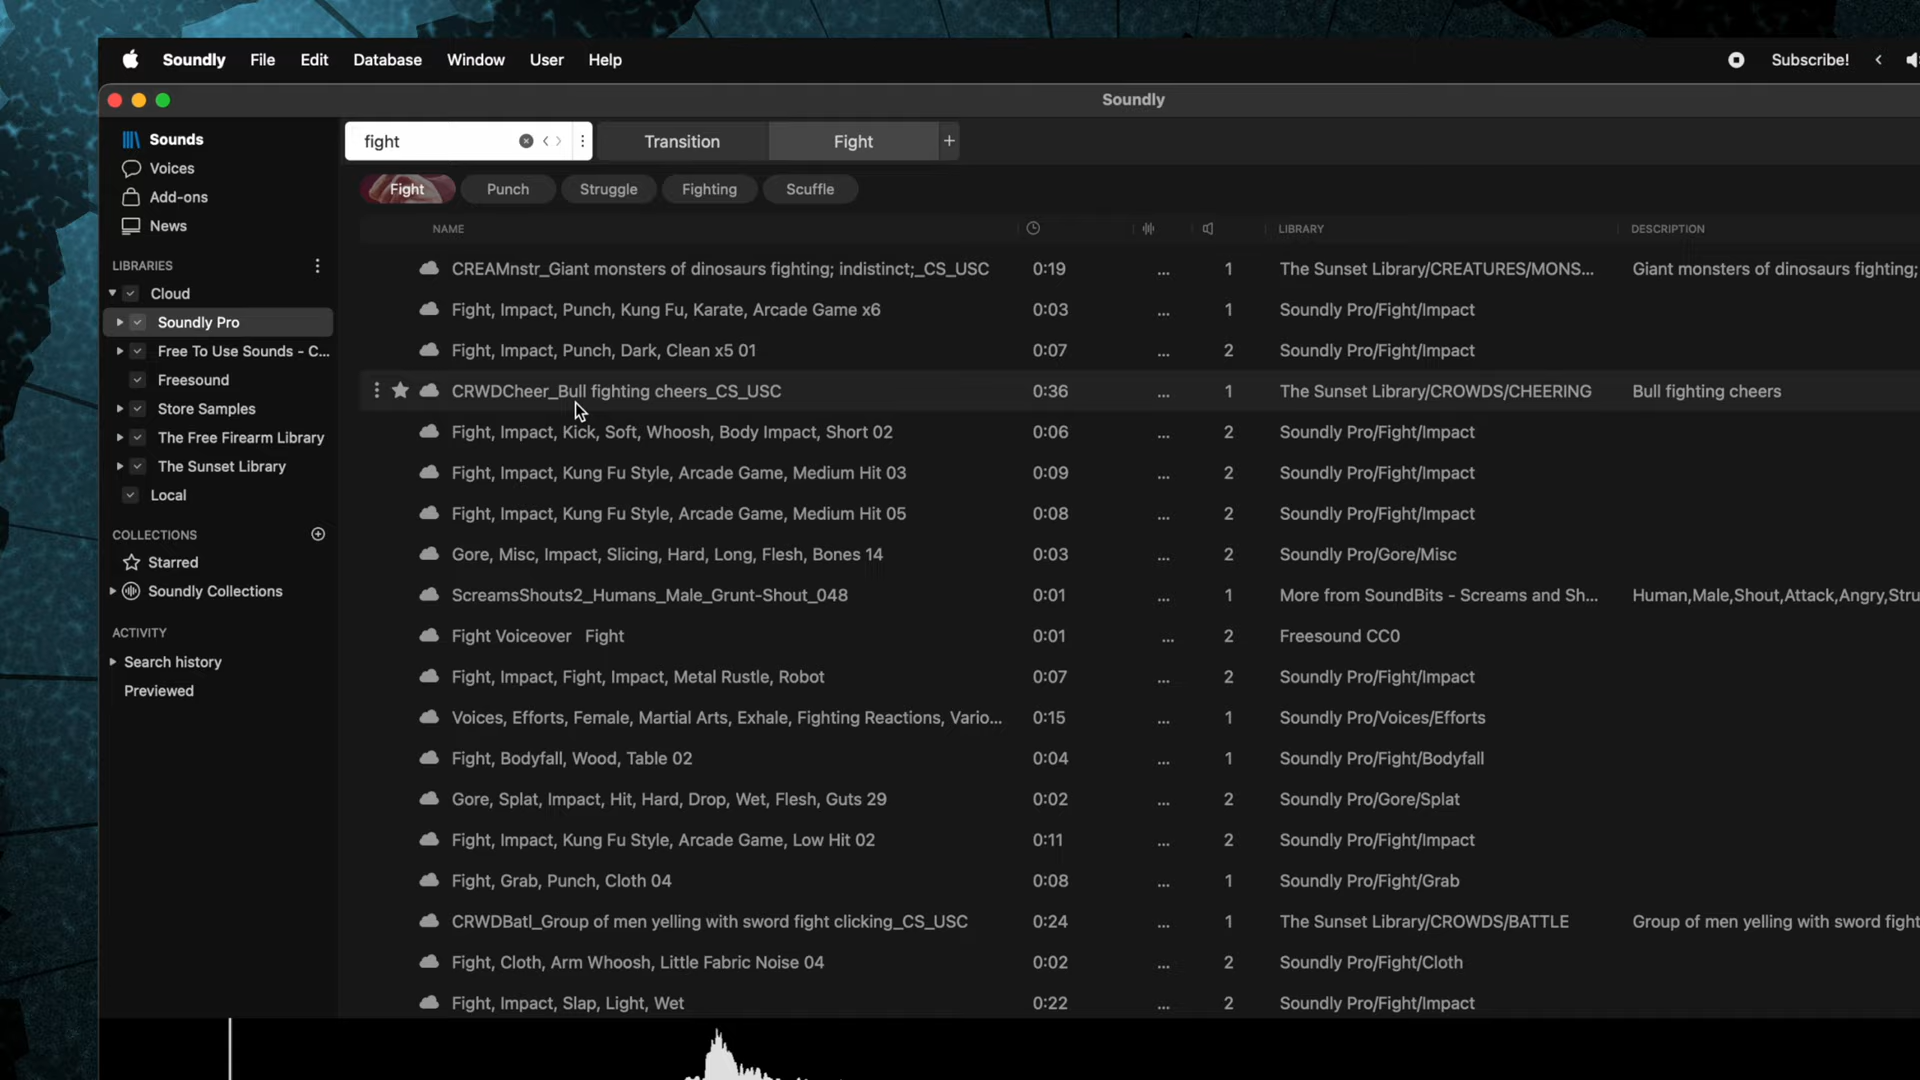 Soundly File Edit Database Window User Help Subscribe!
Soundly
Sounds
Voices
Add-ons
News
LIBRARIES
Cloud
Soundly Pro
Free To Use Sounds - C...
Freesound
Store Samples
The Free Firearm Library
The Sunset Library
Local
COLLECTIONS
Starred
Soundly Collections
ACTIVITY
Search history
Previewed
fight Transition Fight +
Fight Punch Struggle Fighting Scuffle
NAME LIBRARY DESCRIPTION
CREAMnstr_Giant monsters of dinosaurs fighting; indistinct;_CS_USC 0:19 ... 1 The Sunset Library/CREATURES/MONS... Giant monsters of dinosaurs fighting;
Fight, Impact, Punch, Kung Fu, Karate, Arcade Game x6 0:03 ... 1 Soundly Pro/Fight/Impact
Fight, Impact, Punch, Dark, Clean x5 01 0:07 ... 2 Soundly Pro/Fight/Impact
CRWDCheer_Bull fighting cheers_CS_USC 0:36 ... 1 The Sunset Library/CROWDS/CHEERING Bull fighting cheers
Fight, Impact, Kick, Soft, Whoosh, Body Impact, Short 02 0:06 ... 2 Soundly Pro/Fight/Impact
Fight, Impact, Kung Fu Style, Arcade Game, Medium Hit 03 0:09 ... 2 Soundly Pro/Fight/Impact
Fight, Impact, Kung Fu Style, Arcade Game, Medium Hit 05 0:08 ... 2 Soundly Pro/Fight/Impact
Gore, Misc, Impact, Slicing, Hard, Long, Flesh, Bones 14 0:03 ... 2 Soundly Pro/Gore/Misc
ScreamsShouts2_Humans_Male_Grunt-Shout_048 0:01 ... 1 More from SoundBits - Screams and Sh... Human,Male,Shout,Attack,Angry,Stru
Fight Voiceover Fight 0:01 ... 2 Freesound CC0
Fight, Impact, Fight, Impact, Metal Rustle, Robot 0:07 ... 2 Soundly Pro/Fight/Impact
Voices, Efforts, Female, Martial Arts, Exhale, Fighting Reactions, Vario... 0:15 ... 1 Soundly Pro/Voices/Efforts
Fight, Bodyfall, Wood, Table 02 0:04 ... 1 Soundly Pro/Fight/Bodyfall
Gore, Splat, Impact, Hit, Hard, Drop, Wet, Flesh, Guts 29 0:02 ... 2 Soundly Pro/Gore/Splat
Fight, Impact, Kung Fu Style, Arcade Game, Low Hit 02 0:11 ... 2 Soundly Pro/Fight/Impact
Fight, Grab, Punch, Cloth 04 0:08 ... 1 Soundly Pro/Fight/Grab
CRWDBatl_Group of men yelling with sword fight clicking_CS_USC 0:24 ... 1 The Sunset Library/CROWDS/BATTLE Group of men yelling with sword fight
Fight, Cloth, Arm Whoosh, Little Fabric Noise 04 0:02 ... 2 Soundly Pro/Fight/Cloth
Fight, Impact, Slap, Light, Wet 0:22 ... 2 Soundly Pro/Fight/Impact